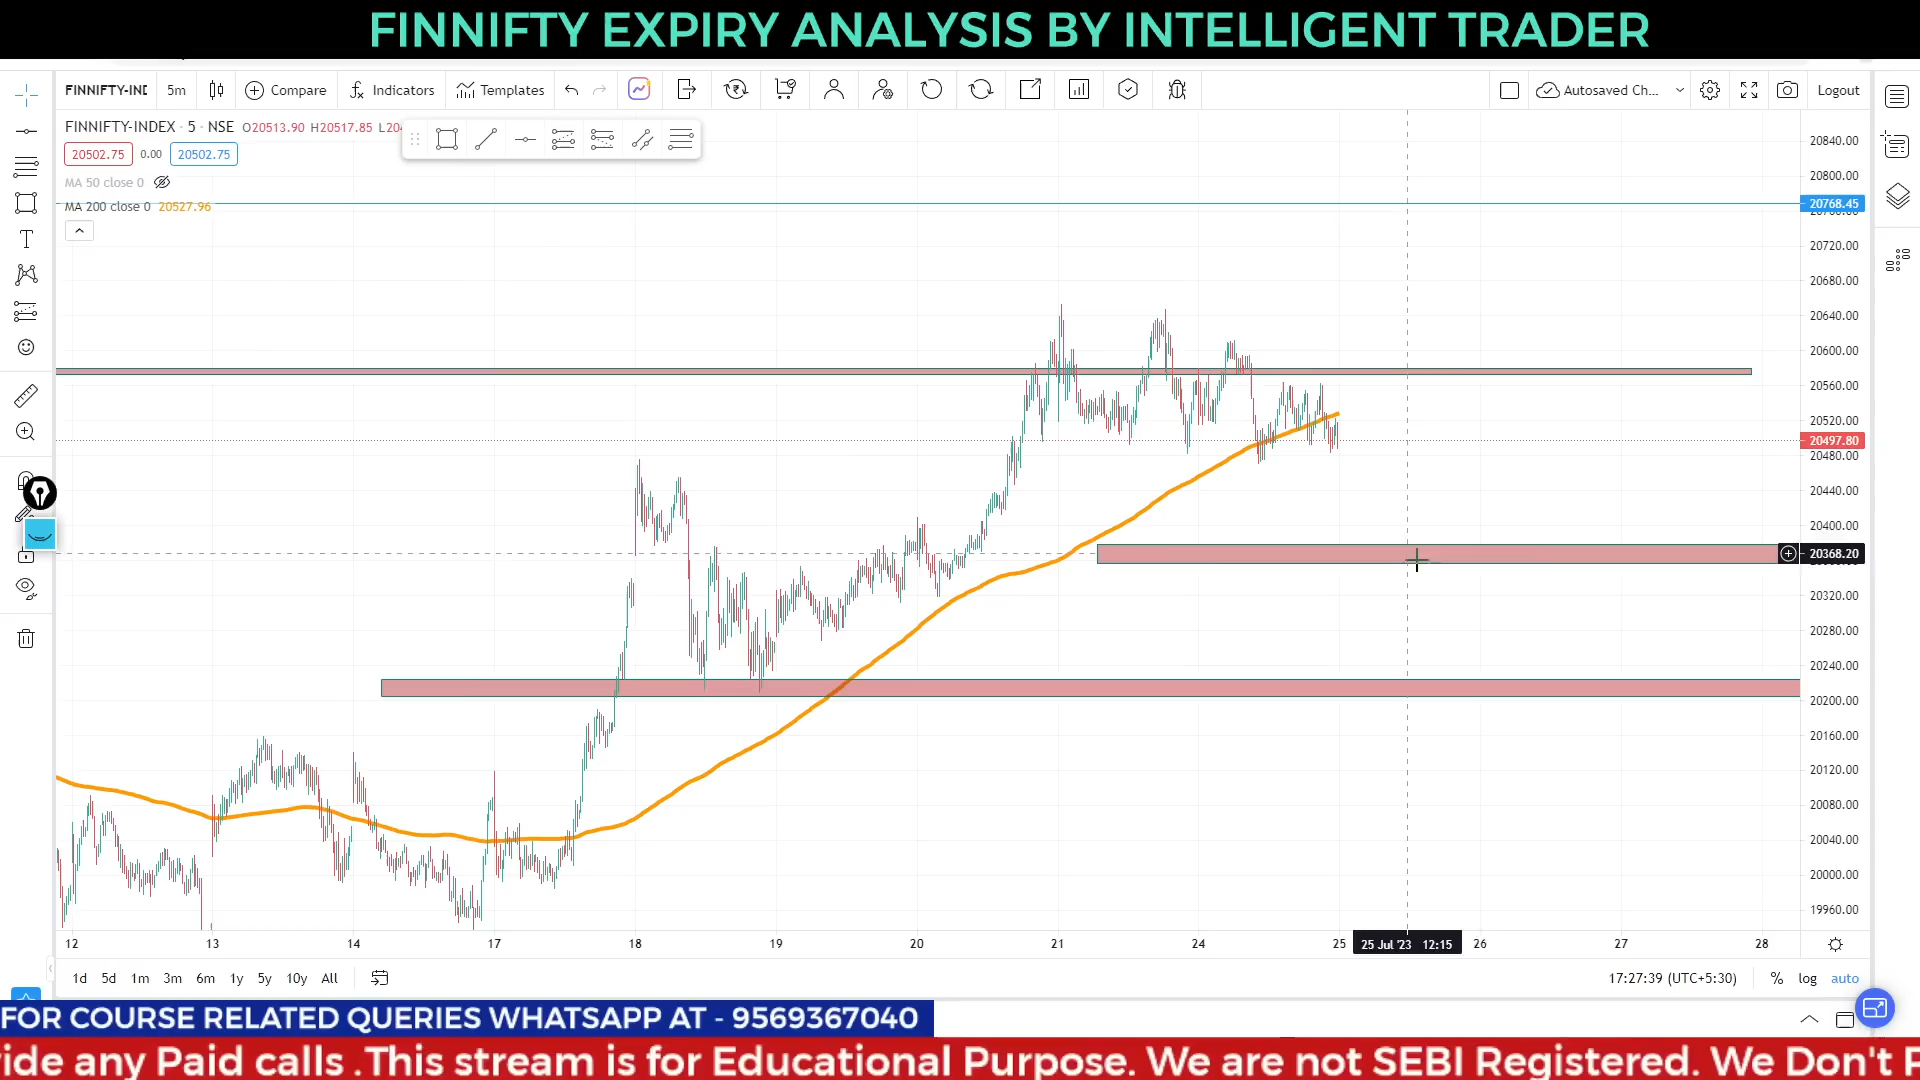 FINNIFTY EXPIRY ANALYSIS BY INTELLIGENT TRADER
FINNIFTY-IN
5m
Compare
Indicators
Templates
Autosaved Ch...
Logout
FINNIFTY-INDEX · 5 · NSE O20513.90 H20517.85
20502.75 0.00 20502.75
MA 50 close 0
MA 200 close 0 20527.96
20840.00
20800.00
20768.45
20720.00
20680.00
20640.00
20600.00
20560.00
20520.00
20497.80
20480.00
20440.00
20400.00
20368.20
20320.00
20280.00
20240.00
20200.00
20160.00
20120.00
20080.00
20040.00
20000.00
19960.00
12 13 14 17 18 19 20 21 24 25 25 Jul '23 12:15 26 27 28
1d 5d 1m 3m 6m 1y 5y 10y All
17:27:39 (UTC+5:30) % log auto
FOR COURSE RELATED QUERIES WHATSAPP AT - 9569367040
ide any Paid calls .This stream is for Educational Purpose. We are not SEBI Registered. We Don't